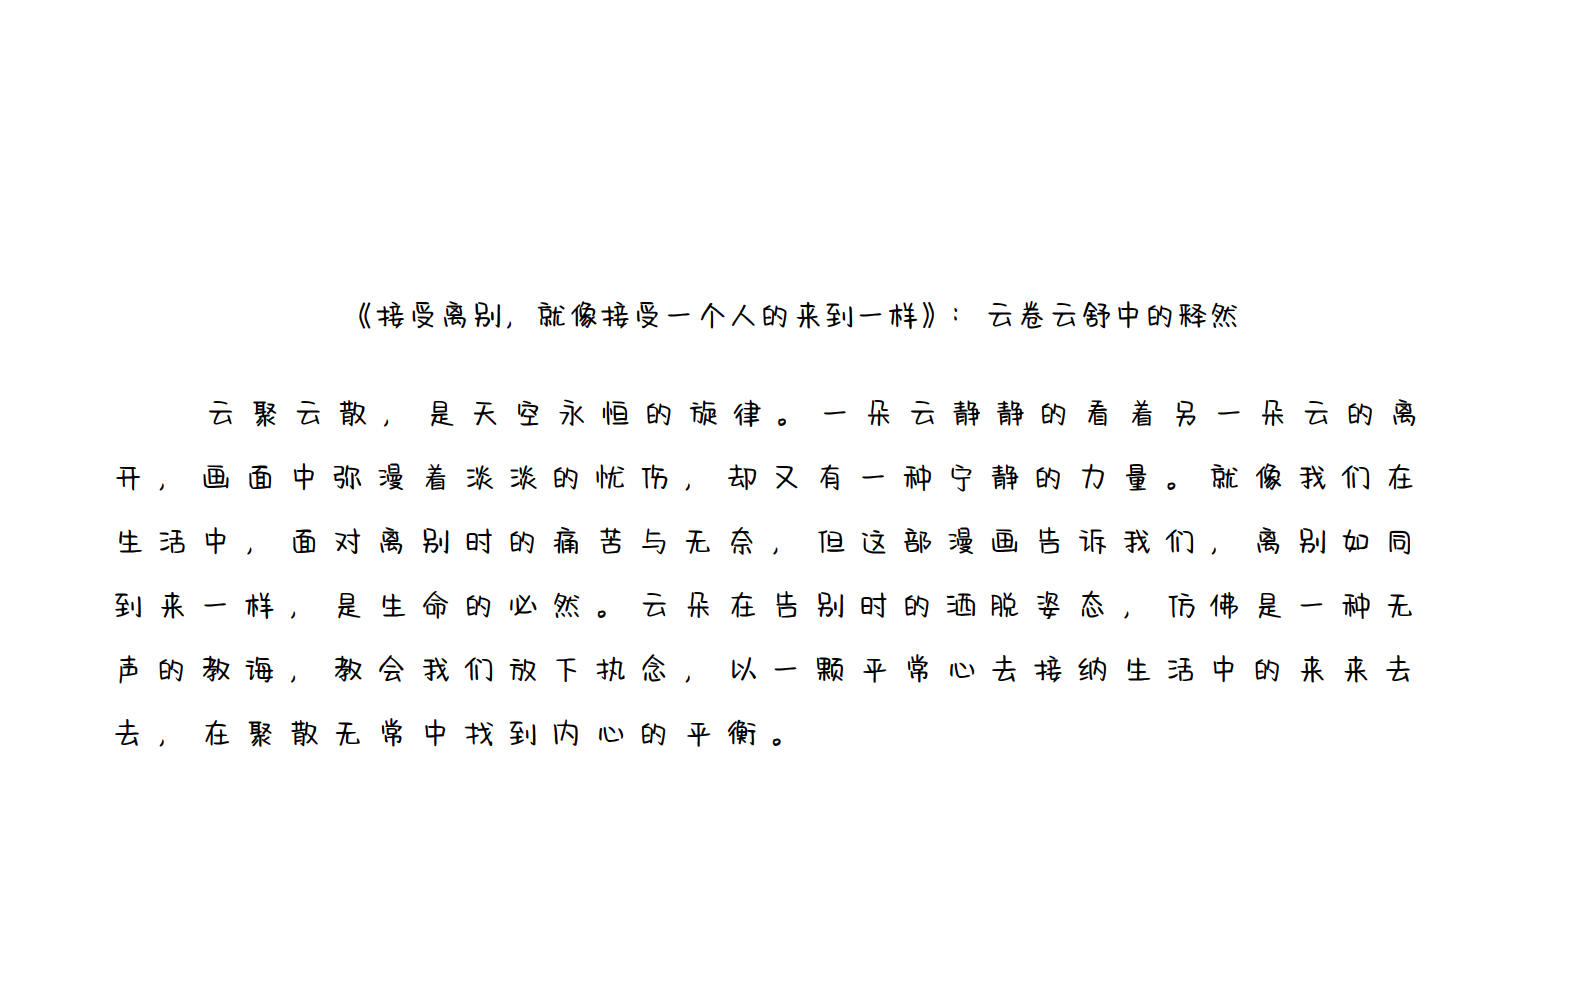 《接受离别，就像接受一个人的来到一样》：云卷云舒中的释然
云聚云散，是天空永恒的旋律。一朵云静静的看着另一朵云的离
开，画面中弥漫着淡淡的忧伤，却又有一种宁静的力量。就像我们在
生活中，面对离别时的痛苦与无奈，但这部漫画告诉我们，离别如同
到来一样，是生命的必然。云朵在告别时的洒脱姿态，仿佛是一种无
声的教诲，教会我们放下执念，以一颗平常心去接纳生活中的来来去
去，在聚散无常中找到内心的平衡。